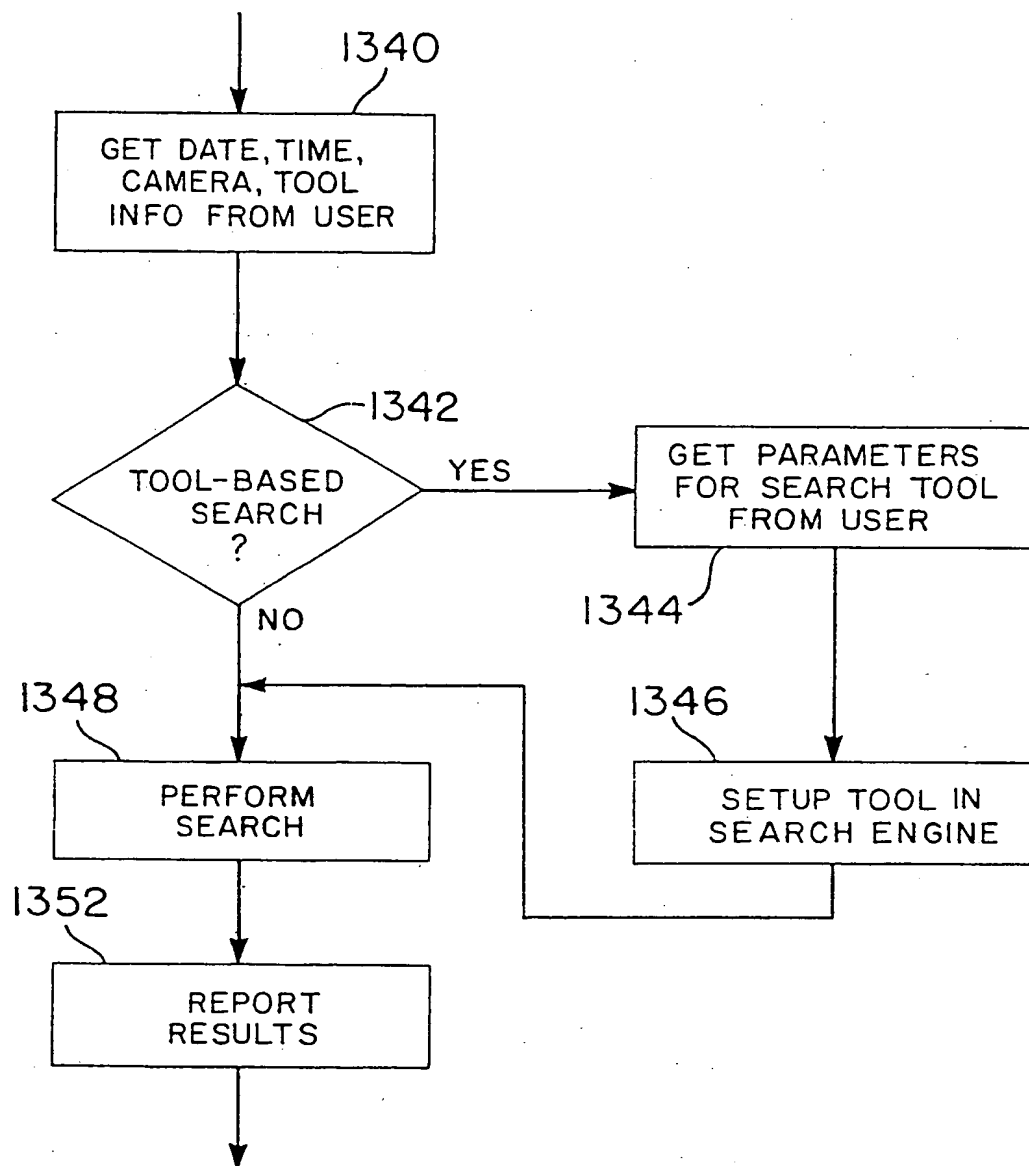 1340
GET DATE, TIME,
CAMERA, TOOL
INFO FROM USER
1342
TOOL-BASED
SEARCH
?
YES
GET PARAMETERS
FOR SEARCH TOOL
FROM USER
1344
NO
1348
1346
PERFORM
SEARCH
SETUP TOOL IN
SEARCH ENGINE
1352
REPORT
RESULTS